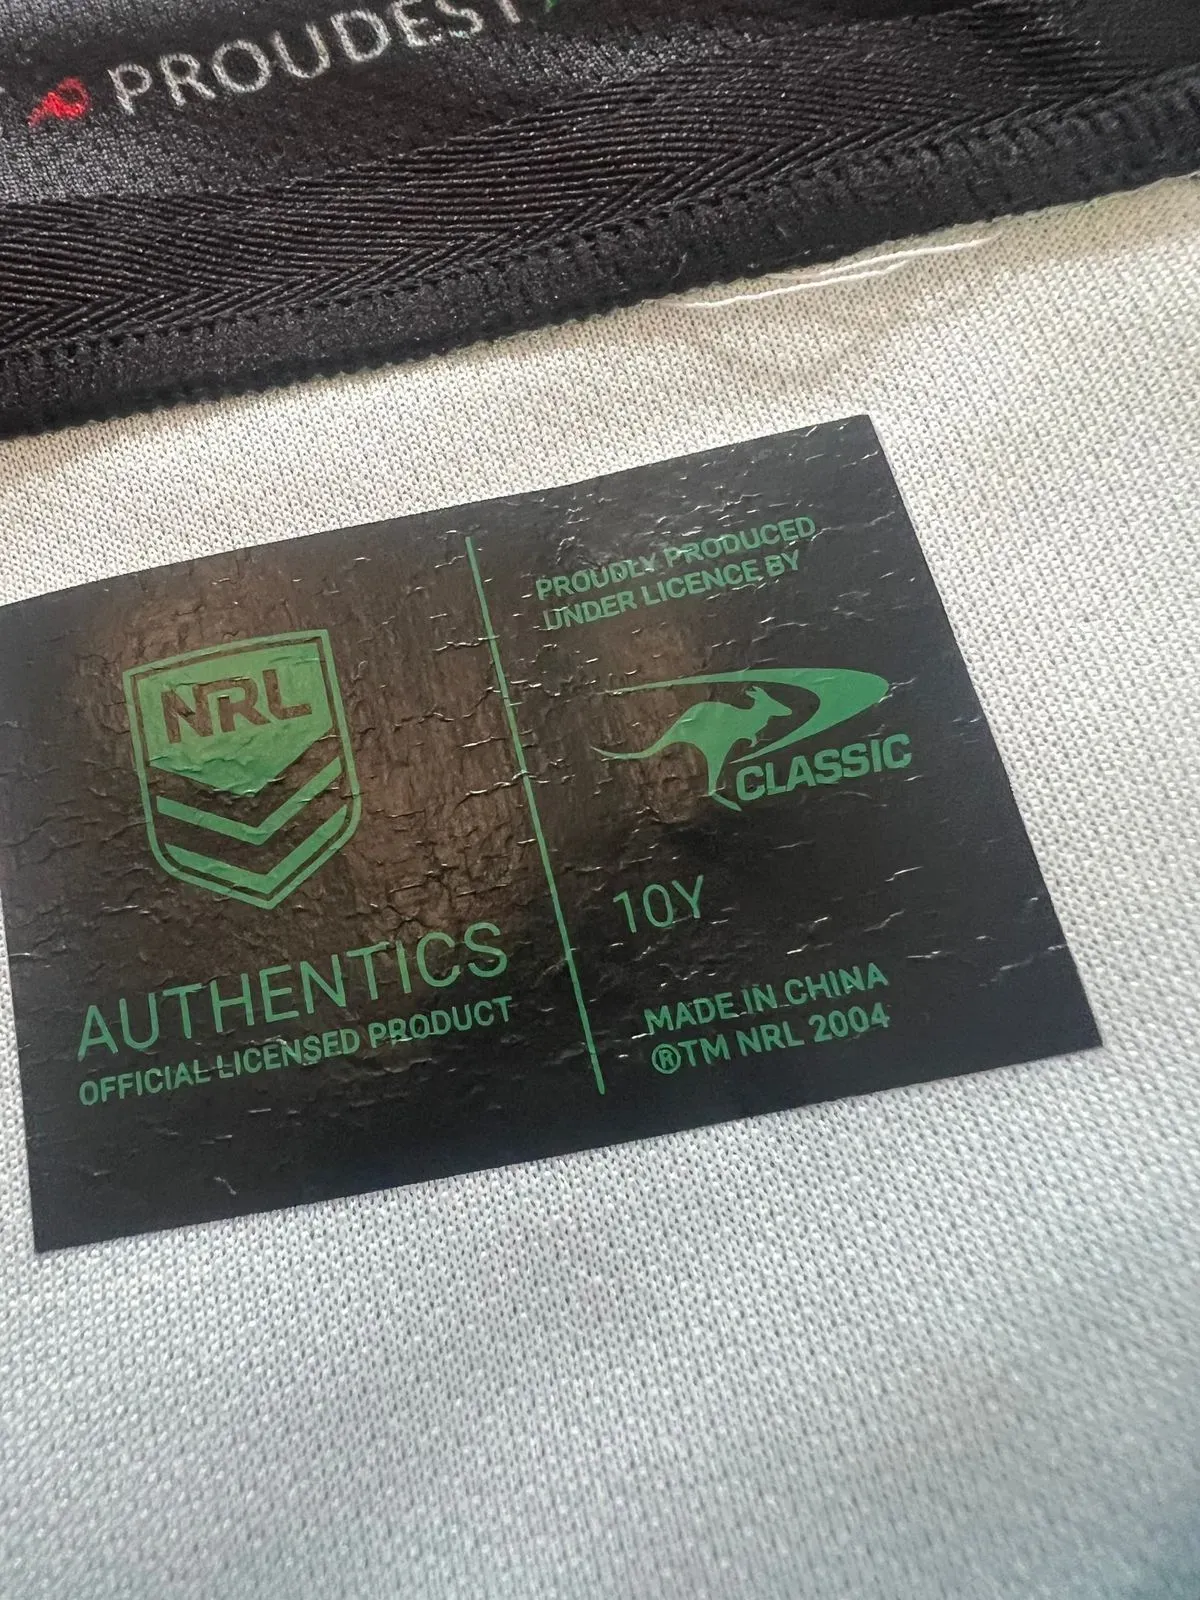 PROUDEST
NRL
AUTHENTICS
OFFICIAL LICENSED PRODUCT
PROUDLY PRODUCED
UNDER LICENCE BY
CLASSIC
10Y
MADE IN CHINA
®TM NRL 2004